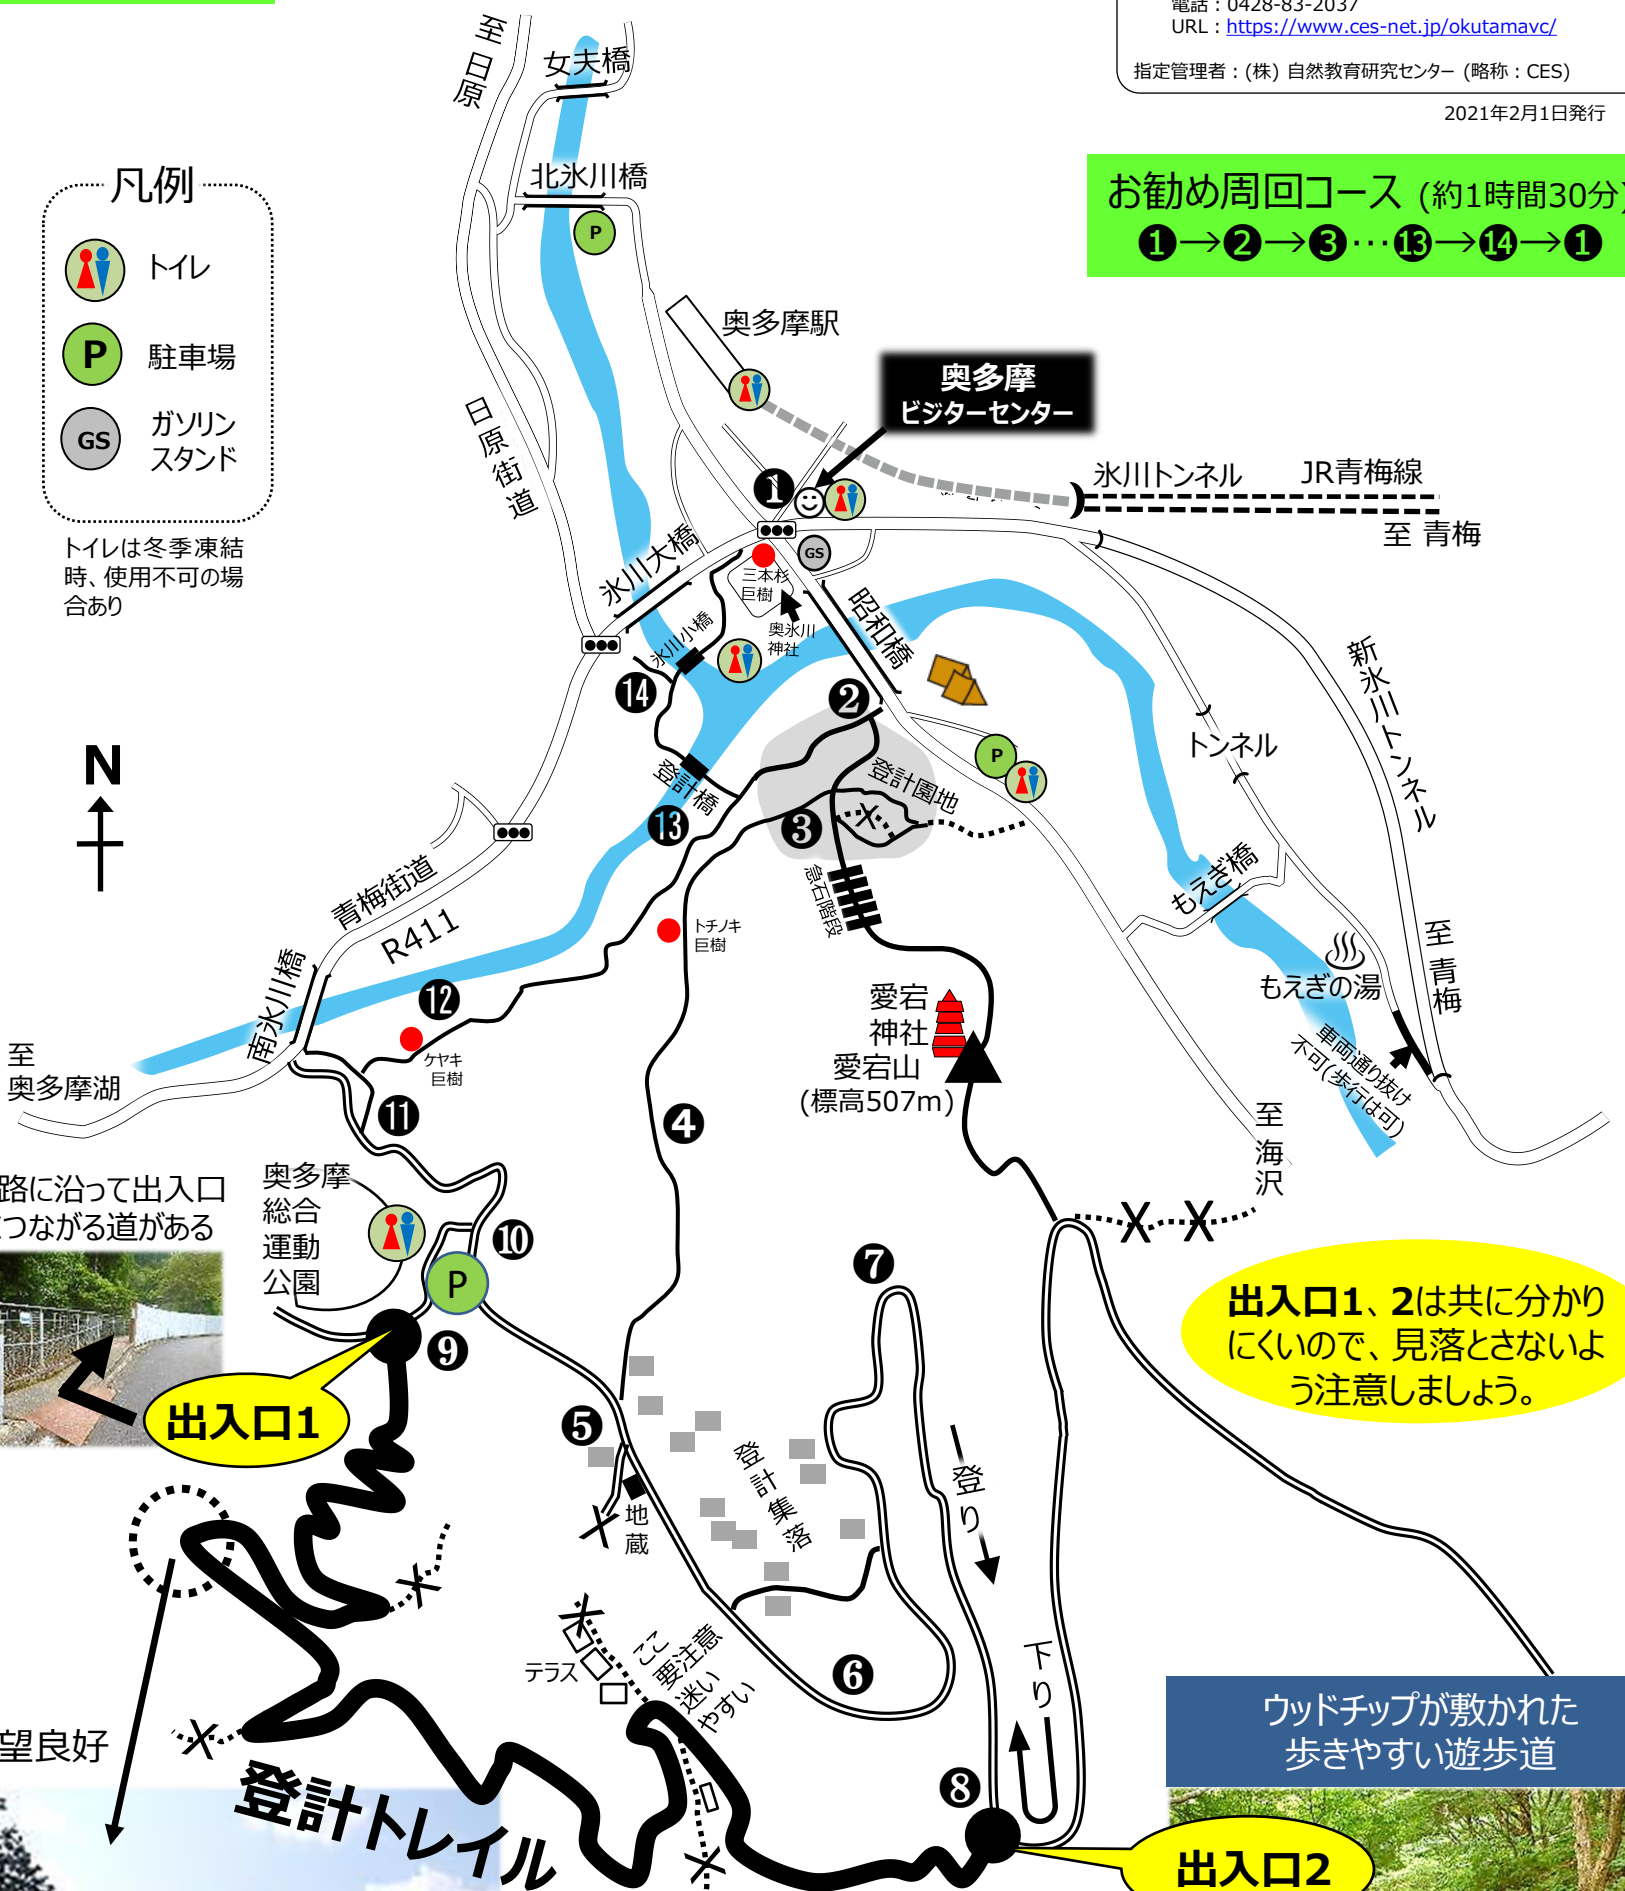 電話：0428-83-2037
URL：https://www.ces-net.jp/okutamavc/
指定管理者：(株) 自然教育研究センター (略称：CES)
2021年2月1日発行
お勧め周回コース (約1時間30分)
❶→❷→❸…⓭→⓮→❶
凡例
トイレ
P
駐車場
GS
ガソリン
スタンド
トイレは冬季凍結
時、使用不可の場
合あり
至
日
原
女夫橋
北氷川橋
P
奥多摩駅
奥多摩
ビジターセンター
日
原
街
道
❶
氷川トンネル
JR青梅線
至 青梅
氷川大橋
GS
三本杉
巨樹
奥氷川
神社
氷川小橋
昭和橋
⓮
❷
新氷川トンネル
トンネル
N
登計橋
登計園地
P
⓭
❸
X
急石階段
もえぎ橋
青梅街道
R411
トチノキ
巨樹
南氷川橋
⓬
ケヤキ
巨樹
愛宕
神社
愛宕山
(標高507m)
もえぎの湯
至
青
梅
車両通り抜け
不可(歩行は可)
至
奥多摩湖
⓫
❹
至
海
沢
路に沿って出入口
つながる道がある
奥多摩
総合
運動
公園
❿
P
❾
X
X
❼
出入口1、2は共に分かり
にくいので、見落とさないよ
う注意しましょう。
出入口1
❺
地
蔵
X
登
計
集
落
登
り
X
X
テラス
ここ
要注意
迷い
やすい
❻
下
り
望良好
X
登計トレイル
X
❽
ウッドチップが敷かれた
歩きやすい遊歩道
出入口2